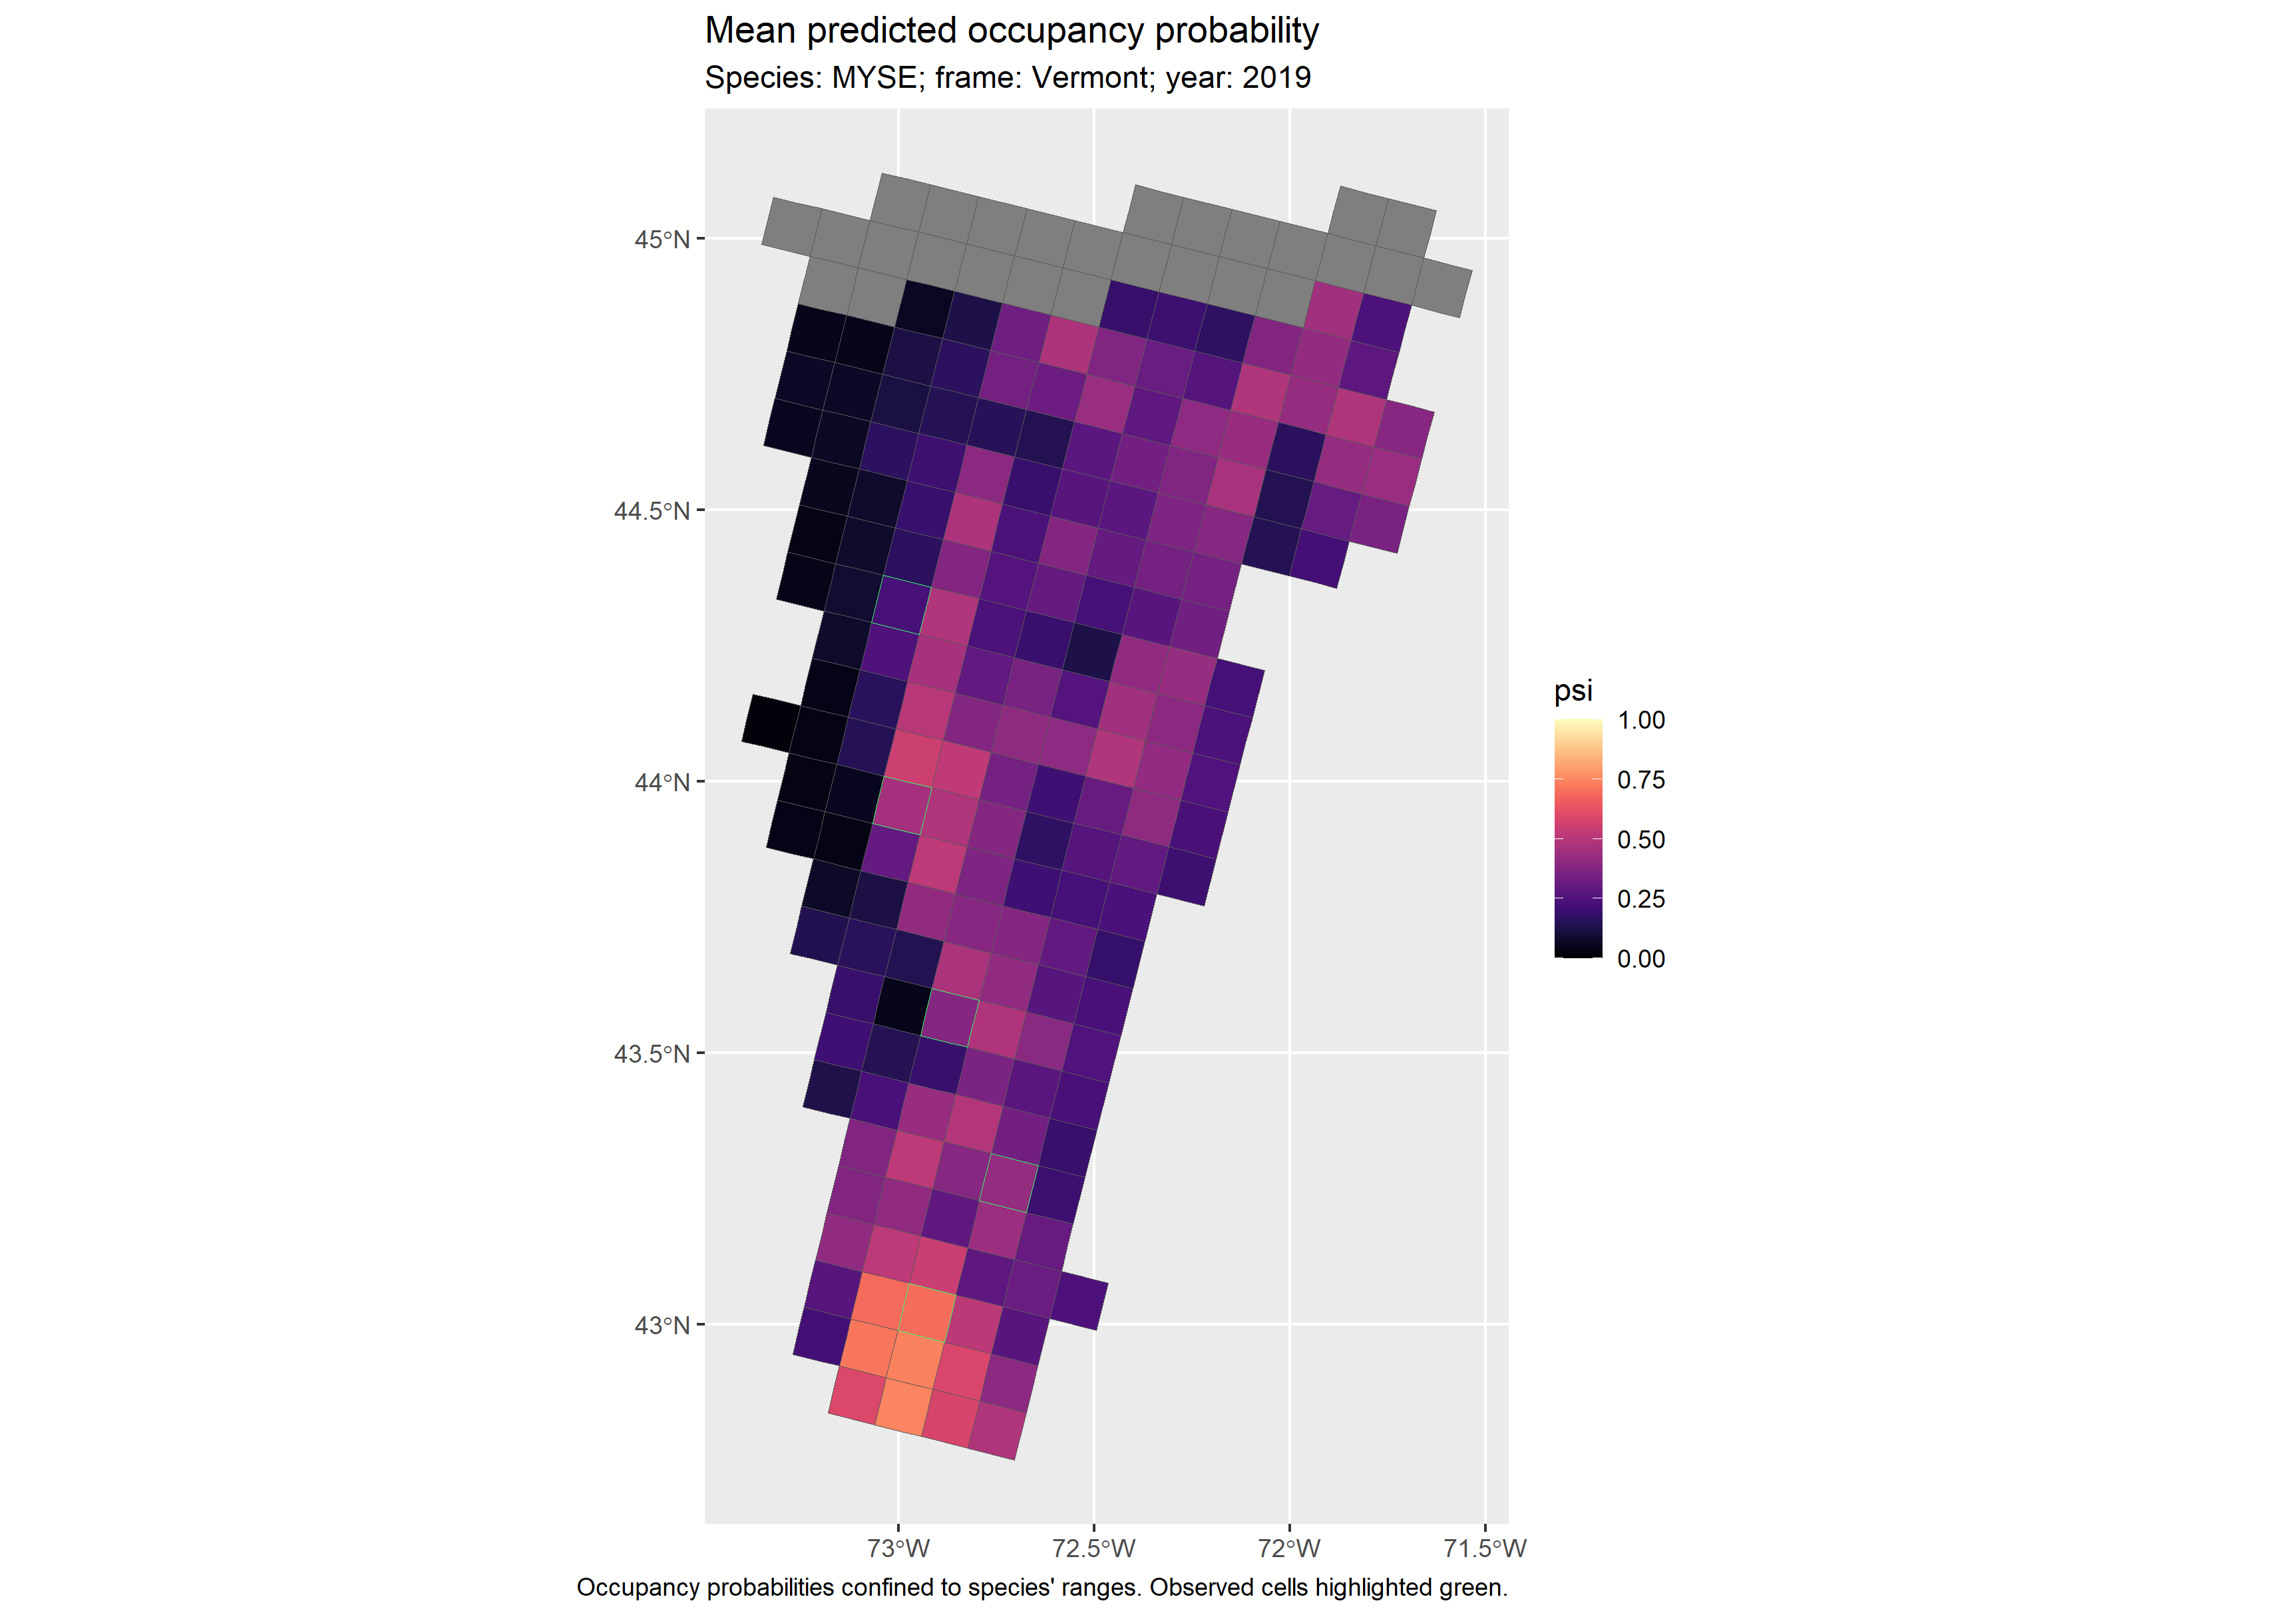 Mean predicted occupancy probability
Species: MYSE; frame: Vermont; year: 2019
45°N
44.5°N
44°N
43.5°N
43°N
73°W
72.5°W
72°W
71.5°W
psi
1.00
0.75
0.50
0.25
0.00
Occupancy probabilities confined to species' ranges. Observed cells highlighted green.